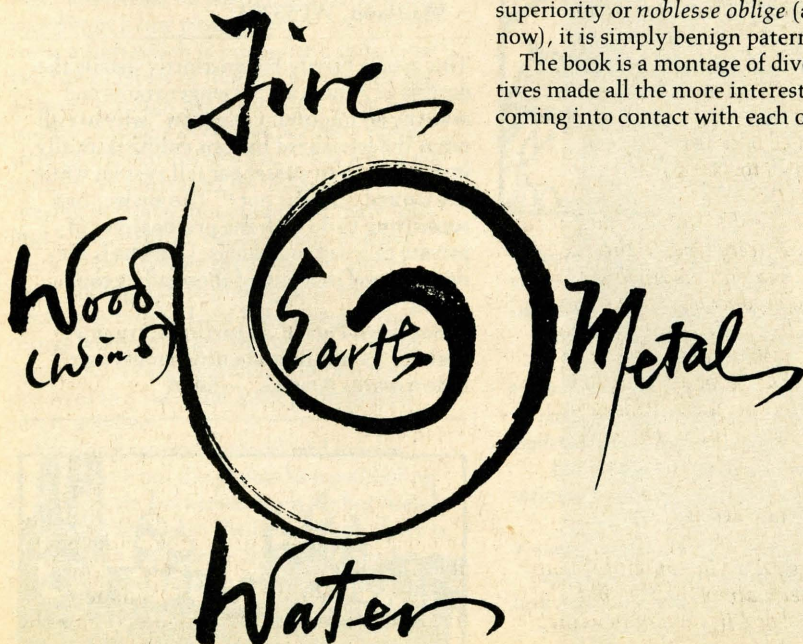 superiority or noblesse oblige (a
now), it is simply benign patern
The book is a montage of dive
tives made all the more interest
coming into contact with each o
Fire
Wood
(Wind)
Earth
Metal
Water